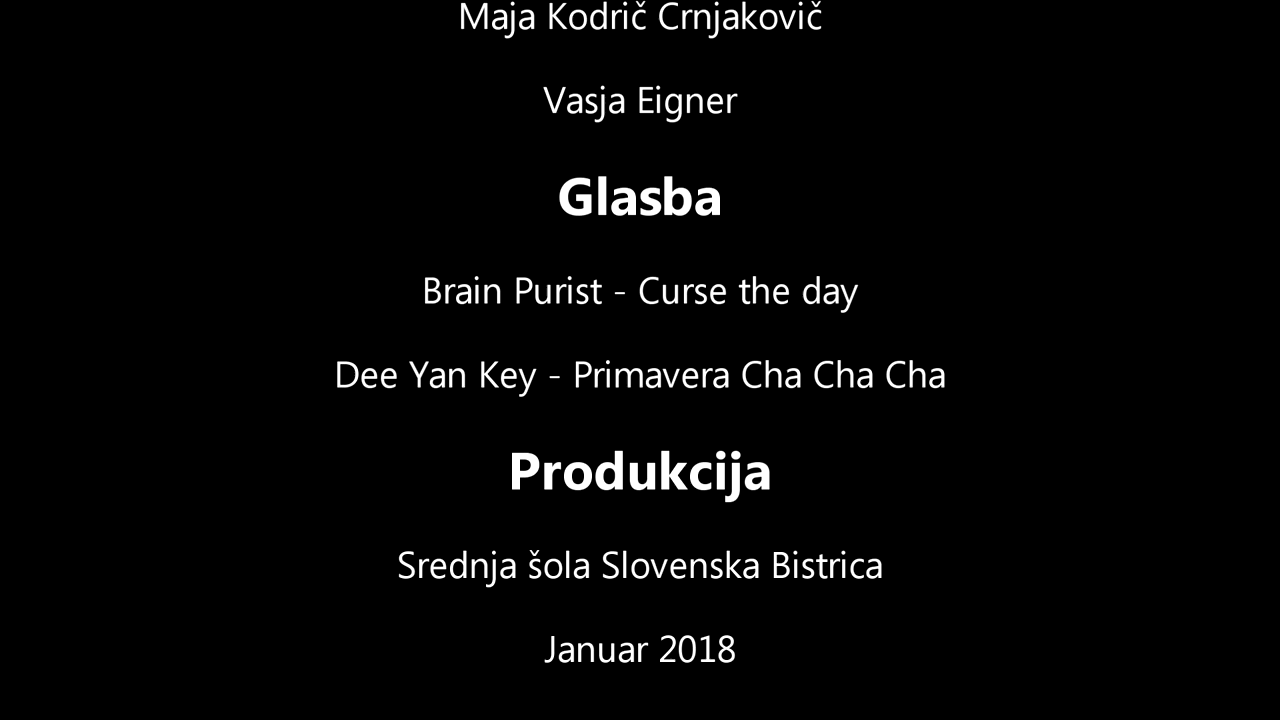 Maja Kodrič Crnjakovič
Vasja Eigner
Glasba
Brain Purist - Curse the day
Dee Yan Key - Primavera Cha Cha Cha
Produkcija
Srednja šola Slovenska Bistrica
Januar 2018